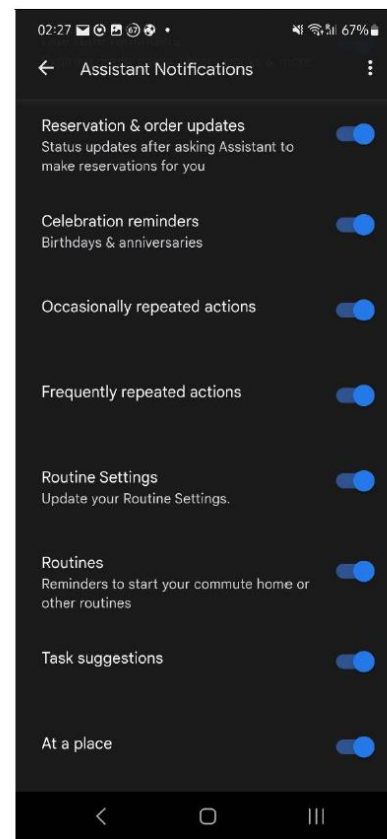 02:27 67 67%
Assistant Notifications
Reservation & order updates
Status updates after asking Assistant to
make reservations for you
Celebration reminders
Birthdays & anniversaries
Occasionally repeated actions
Frequently repeated actions
Routine Settings
Update your Routine Settings.
Routines
Reminders to start your commute home or
other routines
Task suggestions
At a place